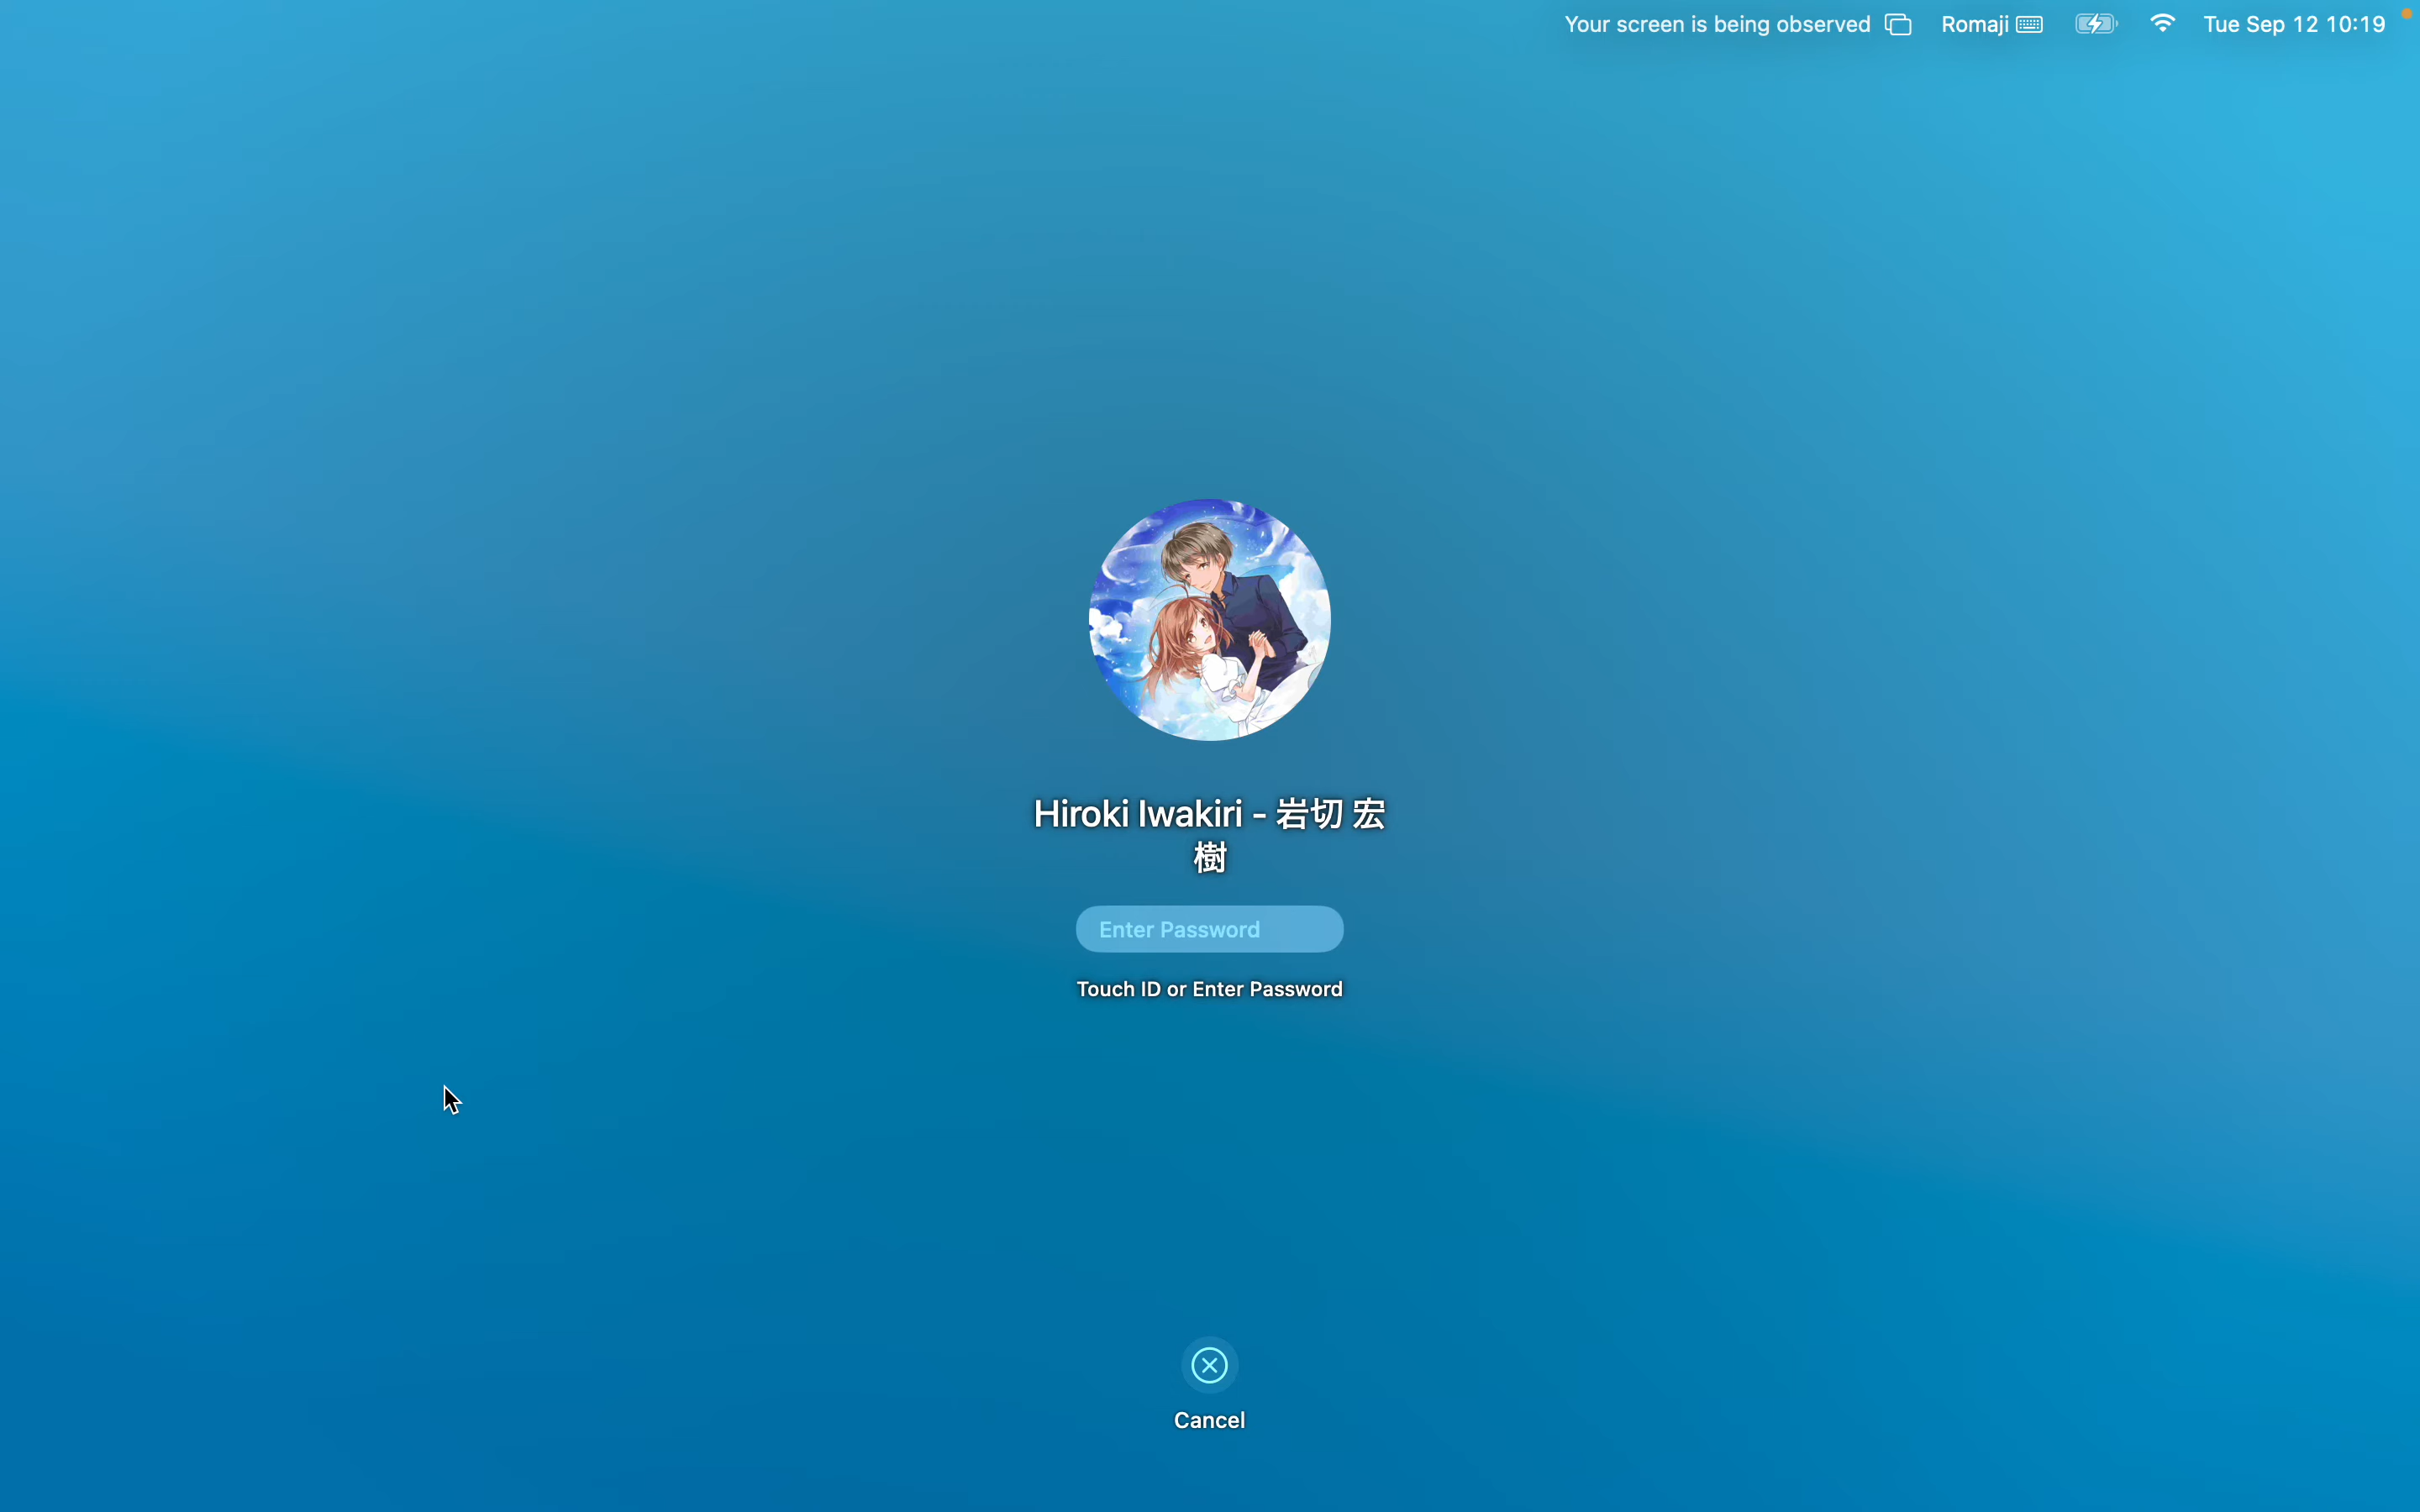 Your screen is being observed Romaji Tue Sep 12 10:19
Hiroki Iwakiri - 岩切 宏
樹
Enter Password
Touch ID or Enter Password
Cancel